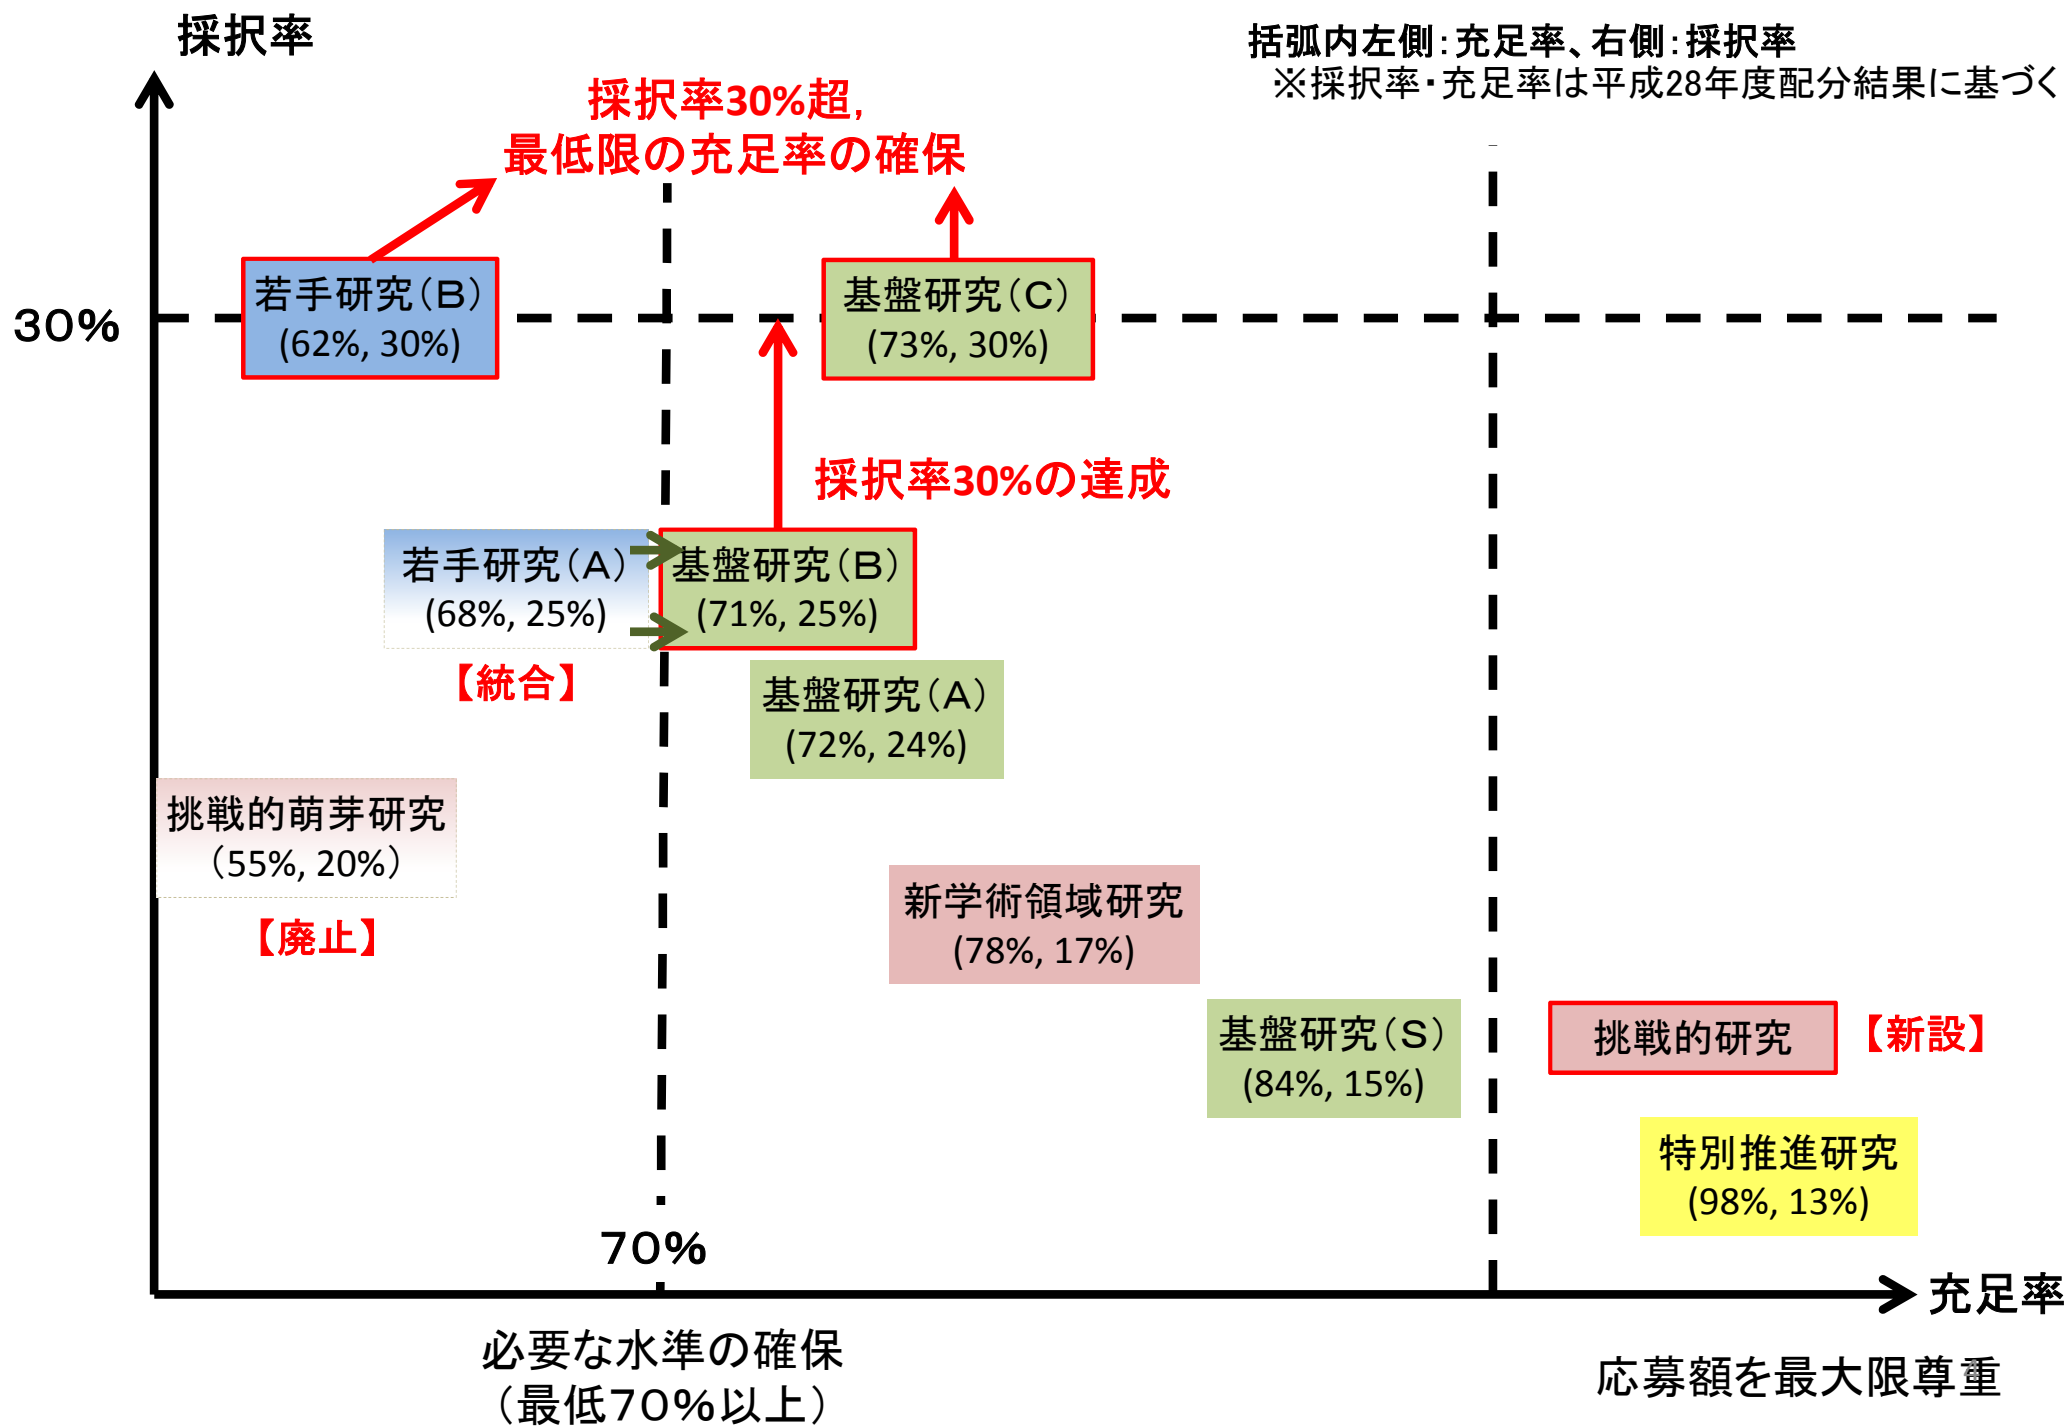 採択率
括弧内左側：充足率、右側：採択率
※採択率・充足率は平成28年度配分結果に基づく
採択率30%超，
最低限の充足率の確保
30%
若手研究（B）
(62%, 30%)
基盤研究（C）
(73%, 30%)
採択率30%の達成
若手研究（A）
(68%, 25%)
【統合】
基盤研究（B）
(71%, 25%)
基盤研究（A）
(72%, 24%)
挑戦的萌芽研究
（55%, 20%）
【廃止】
新学術領域研究
(78%, 17%)
基盤研究（S）
(84%, 15%)
挑戦的研究
【新設】
特別推進研究
(98%, 13%)
70%
充足率
必要な水準の確保
（最低70%以上）
応募額を最大限尊重